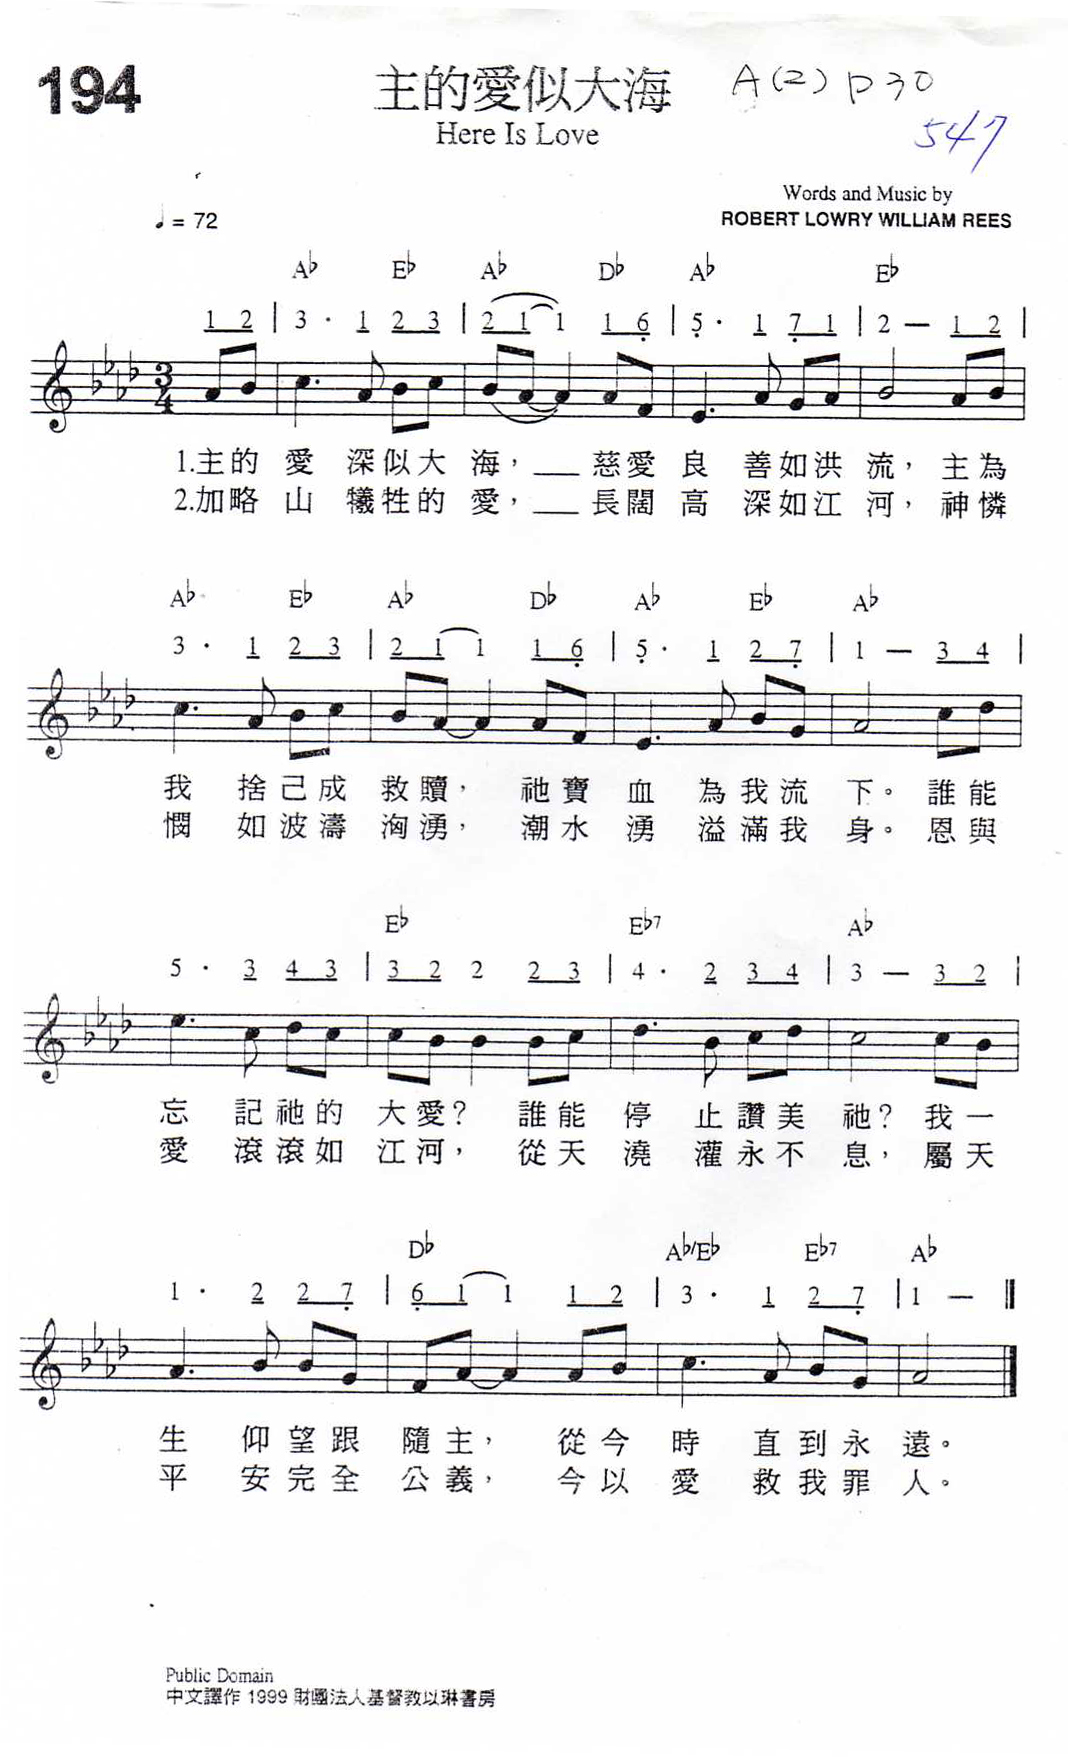 194
主的愛似大海
A(2) P30
Here Is Love
547
Words and Music by
♩ = 72
ROBERT LOWRY WILLIAM REES
A♭ E♭ A♭ D♭ A♭ E♭
1 2 | 3 · 1 2 3 | 2 1 1 1 6 | 5 · 1 7 1 | 2 — 1 2 |
3 4
1.主的 愛 深似大 海，__慈愛 良 善如洪 流，主為
2.加略 山 犧牲的 愛，__長闊 高 深如江 河，神憐
A♭ E♭ A♭ D♭ A♭ E♭ A♭
3 · 1 2 3 | 2 1 1 1 6 | 5 · 1 2 7 | 1 — 3 4 |
我 捨己成 救贖， 祂寶 血 為我流 下。誰能
憫 如波濤 洶湧， 潮水 湧 溢滿我 身。恩與
E♭ E♭7 A♭
5 · 3 4 3 | 3 2 2 2 3 | 4 · 2 3 4 | 3 — 3 2 |
忘 記祂的 大愛？ 誰能 停 止讚美 祂？我一
愛 滾滾如 江河， 從天 澆 灌永不 息，屬天
D♭ A♭/E♭ E♭7 A♭
1 · 2 2 7 | 6 1 1 1 2 | 3 · 1 2 7 | 1 — ||
生 仰望跟 隨主， 從今 時 直到永 遠。
平 安完全 公義， 今以 愛 救我罪 人。
Public Domain
中文譯作 1999 財團法人基督教以琳書房